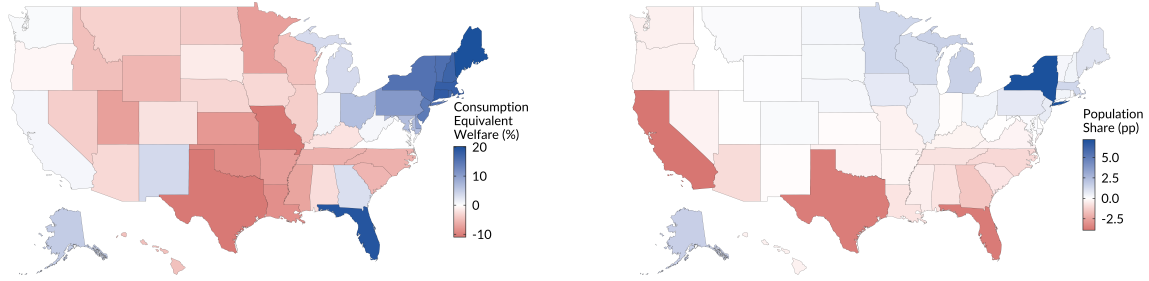 Consumption
Equivalent
Welfare (%)
20
10
0
-10
Population
Share (pp)
5.0
2.5
0.0
-2.5